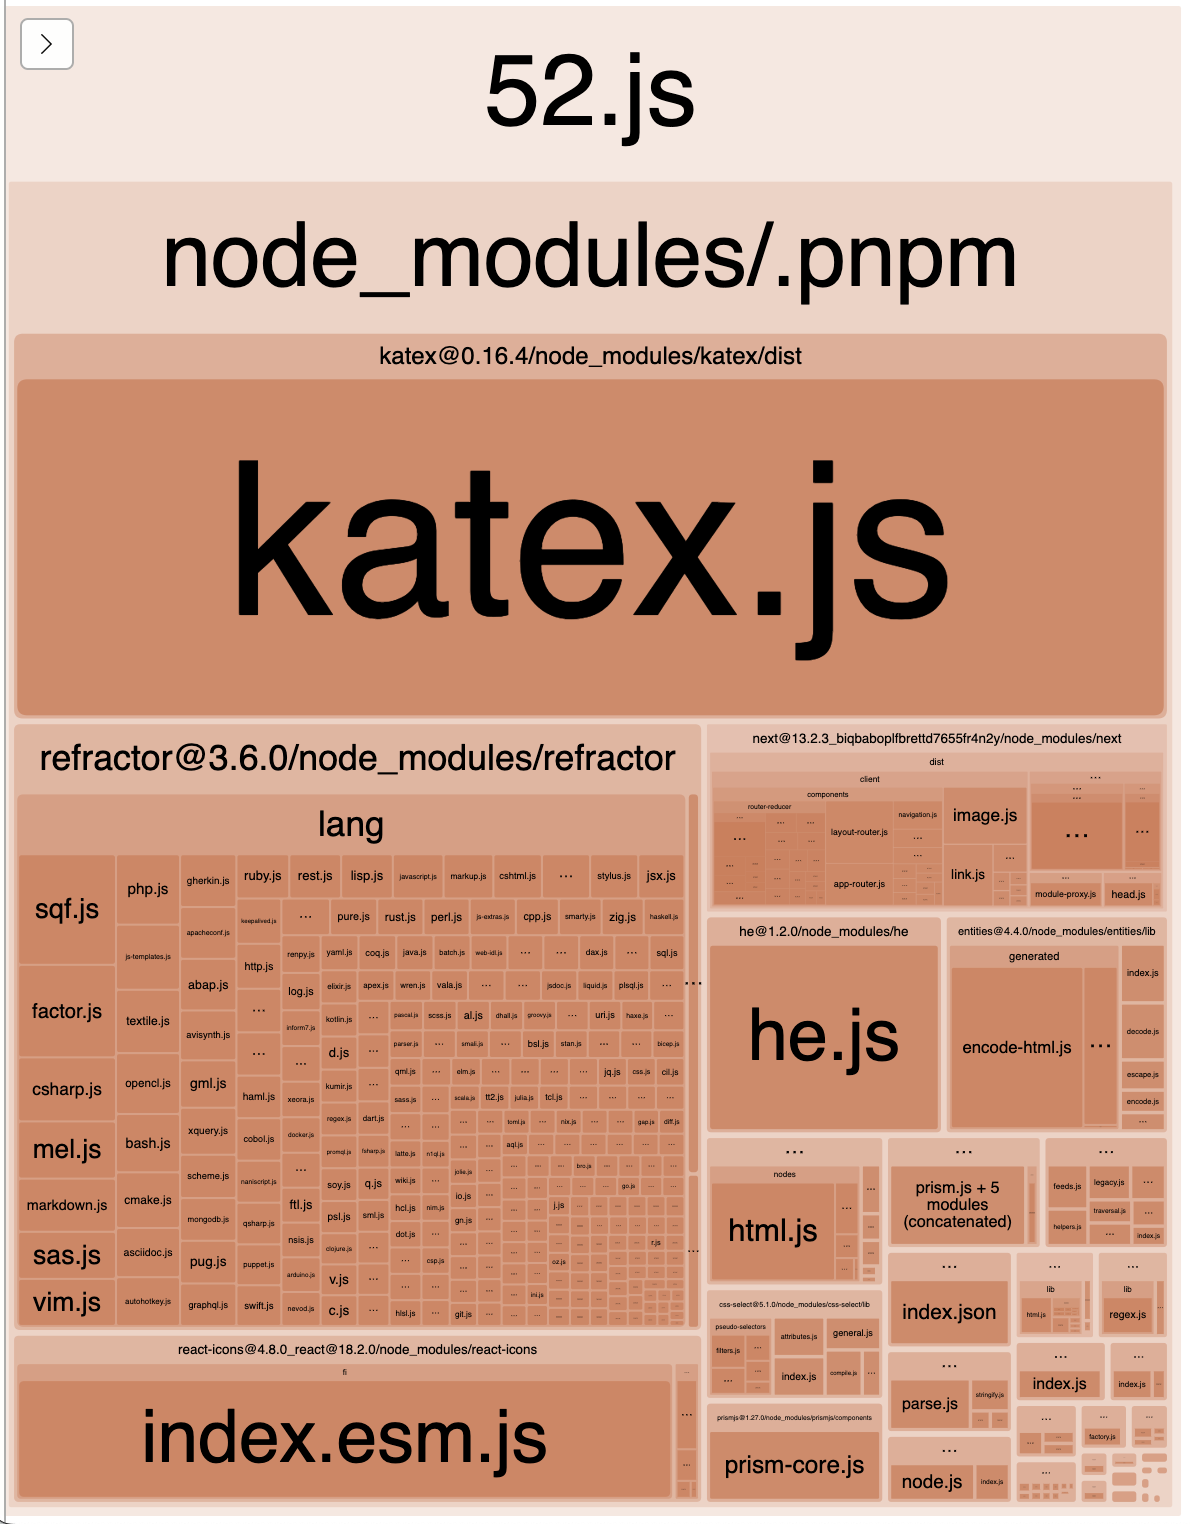 52.js
node_modules/.pnpm
katex@0.16.4/node_modules/katex/dist
katex.js
refractor@3.6.0/node_modules/refractor
lang
sqf.js
factor.js
csharp.js
mel.js
markdown.js
sas.js
vim.js
php.js
js-templates.js
textile.js
opencl.js
bash.js
cmake.js
asciidoc.js
autohotkey.js
gherkin.js
apacheconf.js
abap.js
avisynth.js
gml.js
xquery.js
scheme.js
mongodb.js
pug.js
graphql.js
ruby.js
keepalived.js
http.js
...
...
haml.js
cobol.js
naniscript.js
qsharp.js
puppet.js
swift.js
rest.js
lisp.js
javascript.js
markup.js
cshtml.js
...
stylus.js
jsx.js
...
pure.js
rust.js
perl.js
js-extras.js
cpp.js
smarty.js
zig.js
haskell.js
renpy.js
log.js
inform7.js
...
xeora.js
docker.js
...
ftl.js
nsis.js
arduino.js
nevod.js
yaml.js
coq.js
java.js
batch.js
web-idl.js
...
...
dax.js
...
sql.js
elixir.js
kotlin.js
d.js
kumir.js
regex.js
promql.js
soy.js
psl.js
clojure.js
v.js
c.js
apex.js
wren.js
vala.js
...
...
jsdoc.js
liquid.js
plsql.js
...
...
...
...
dart.js
fsharp.js
q.js
sml.js
...
...
pascal.js
scss.js
al.js
dhall.js
groovy.js
...
uri.js
haxe.js
...
parser.js
...
smali.js
...
bsl.js
stan.js
...
...
bicep.js
qml.js
...
elm.js
...
...
...
...
jq.js
css.js
cil.js
sass.js
...
scala.js
tt2.js
julia.js
tcl.js
...
toml.js
...
nix.js
gap.js
diff.js
aql.js
latte.js
n1ql.js
jolie.js
bro.js
wiki.js
io.js
go.js
hcl.js
nim.js
gn.js
j.js
dot.js
r.js
csp.js
oz.js
ini.js
hlsl.js
git.js
react-icons@4.8.0_react@18.2.0/node_modules/react-icons
fi
index.esm.js
next@13.2.3_biqbaboplfbrettd7655fr4n2y/node_modules/next
dist
client
components
router-reducer
...
layout-router.js
app-router.js
navigation.js
image.js
link.js
...
module-proxy.js
head.js
he@1.2.0/node_modules/he
he.js
entities@4.4.0/node_modules/entities/lib
generated
encode-html.js
...
index.js
decode.js
escape.js
encode.js
...
...
nodes
html.js
...
...
prism.js + 5
modules
(concatenated)
...
feeds.js
legacy.js
...
traversal.js
helpers.js
...
index.js
css-select@5.1.0/node_modules/css-select/lib
pseudo-selectors
filters.js
...
attributes.js
general.js
index.js
compile.js
...
prismjs@1.27.0/node_modules/prismjs/components
prism-core.js
...
index.json
...
lib
html.js
...
lib
regex.js
...
parse.js
stringify.js
...
index.js
...
index.js
...
node.js
index.js
...
factory.js
...